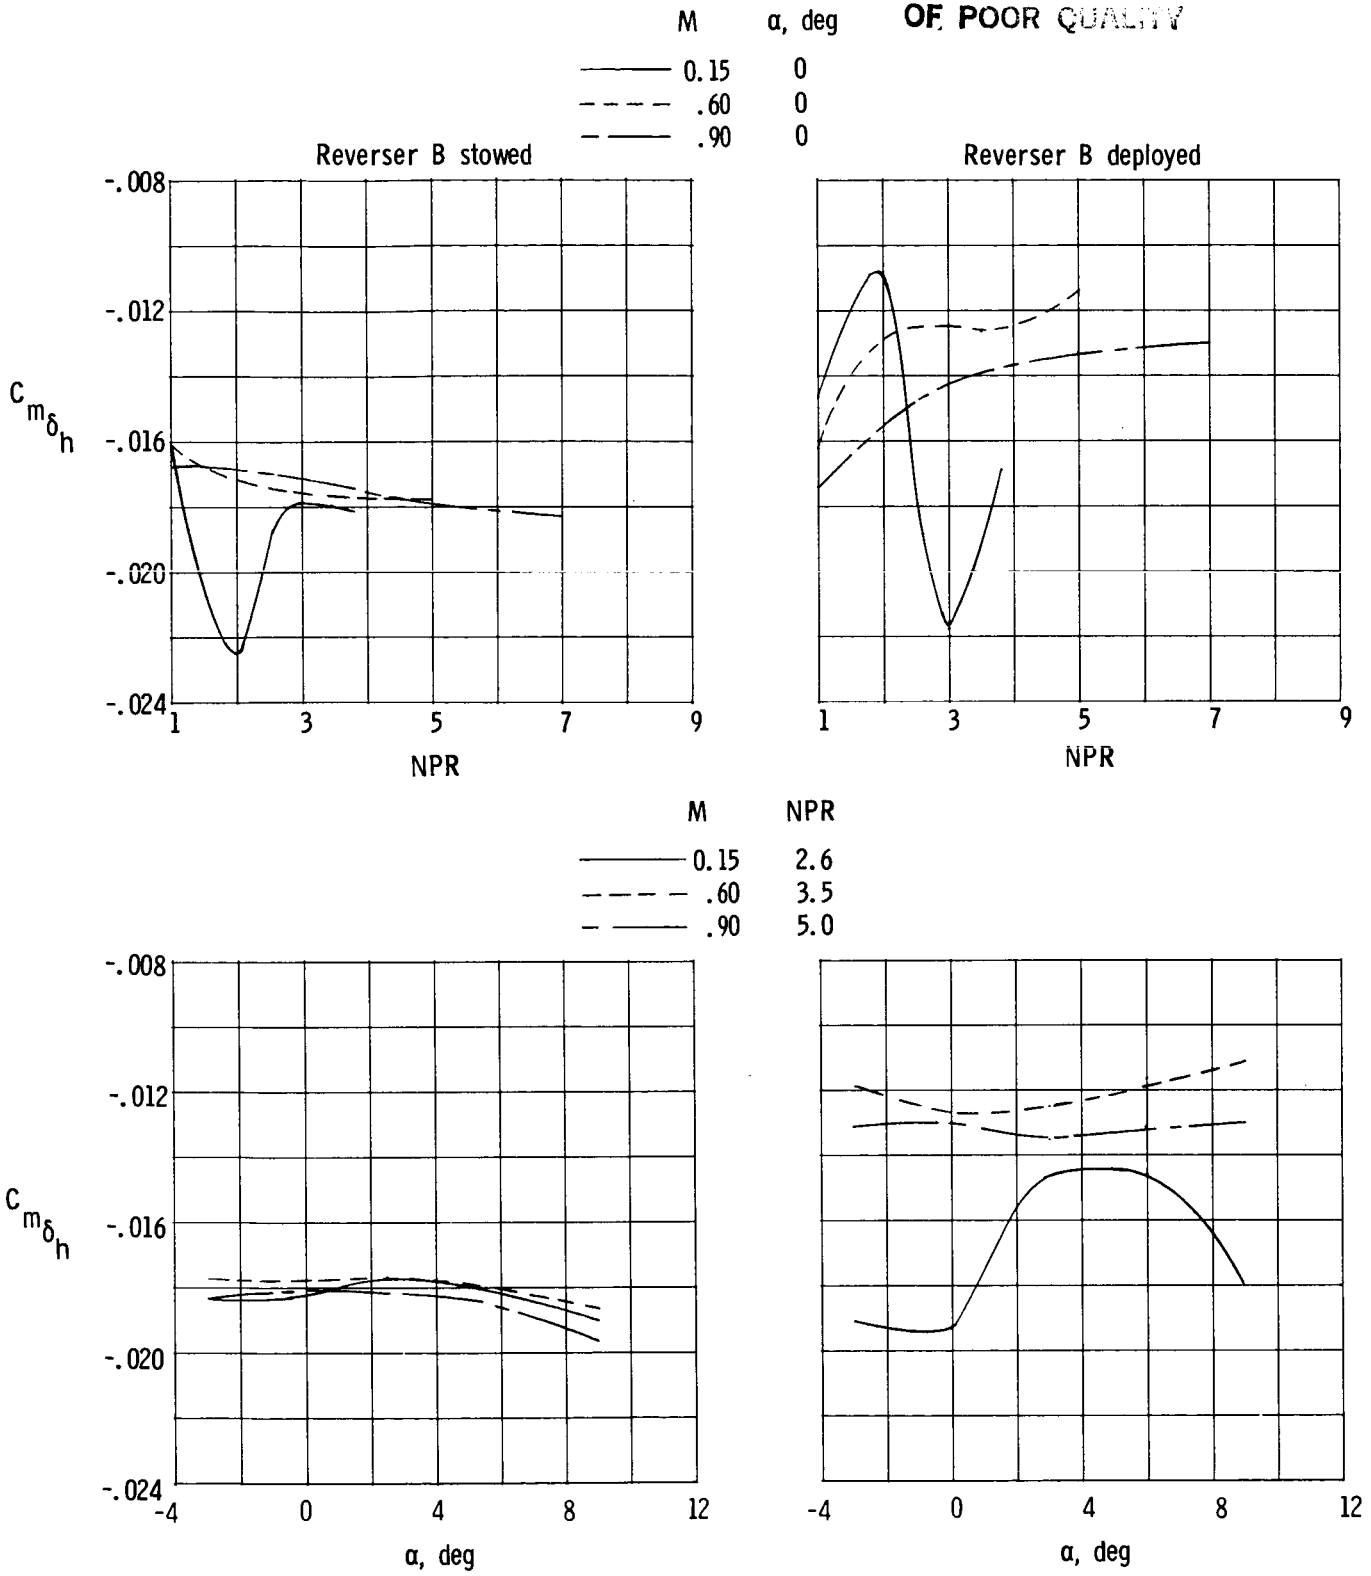 OF POOR QUALITY
M α, deg
0.15 0
.60 0
.90 0
Reverser B stowed
Reverser B deployed
-.008
-.012
-.016
-.020
-.024
C m δ h
1 3 5 7 9
NPR
1 3 5 7 9
NPR
M NPR
0.15 2.6
.60 3.5
.90 5.0
-.008
-.012
-.016
-.020
-.024
C m δ h
-4 0 4 8 12
α, deg
-4 0 4 8 12
α, deg